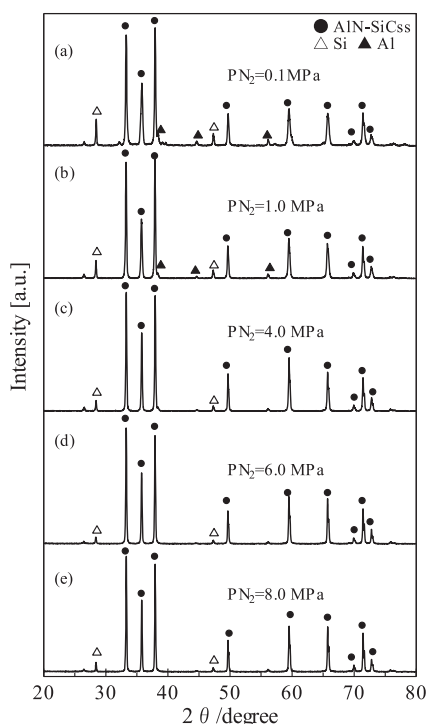 ● AlN-SiCss
△ Si ▲ Al
(a)
PN₂=0.1MPa
(b)
PN₂=1.0 MPa
(c)
PN₂=4.0 MPa
(d)
PN₂=6.0 MPa
(e)
PN₂=8.0 MPa
Intensity [a.u.]
20 30 40 50 60 70 80
2 θ /degree